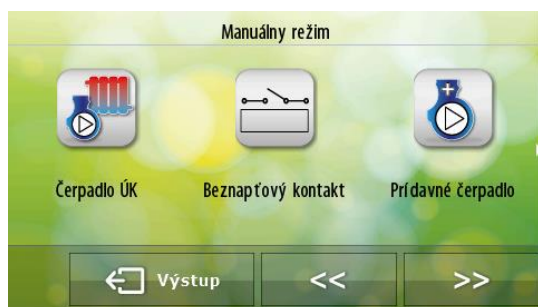 Manuálny režim
Čerpadlo ÚK Beznapťový kontakt Prídavné čerpadlo
Výstup << >>